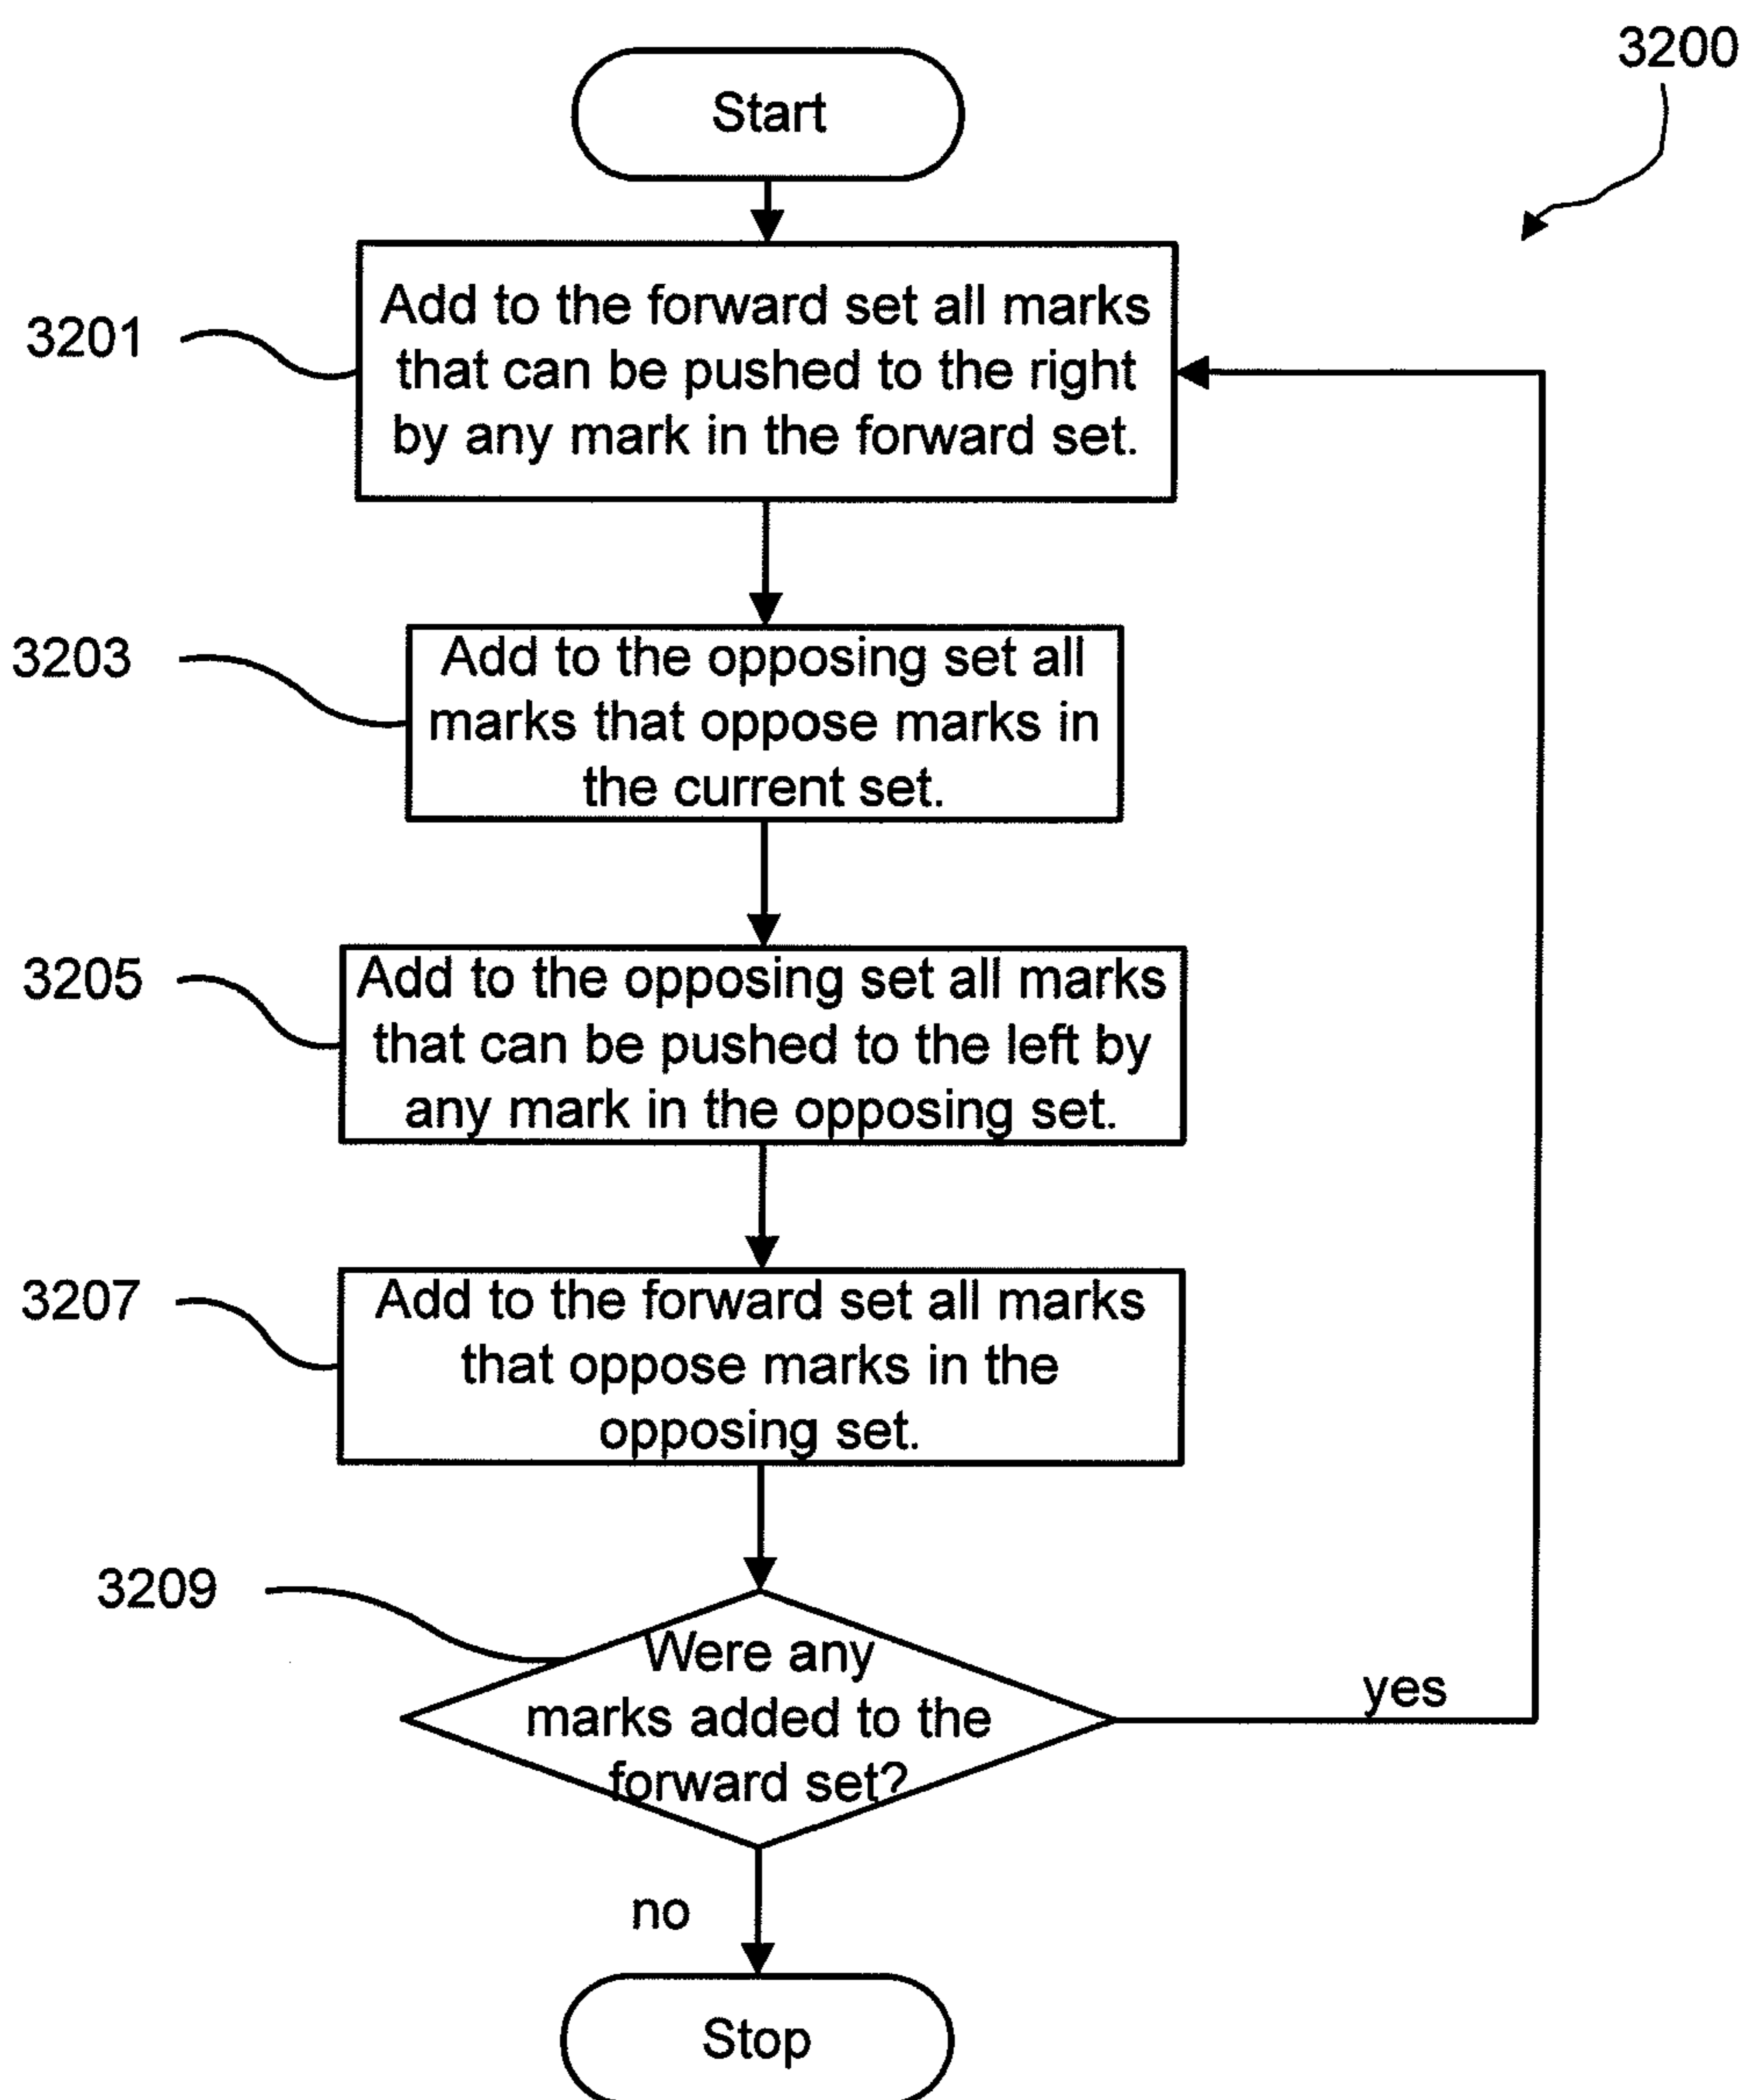 3200
Start
3201
Add to the forward set all marks
that can be pushed to the right
by any mark in the forward set.
3203
Add to the opposing set all
marks that oppose marks in
the current set.
3205
Add to the opposing set all marks
that can be pushed to the left by
any mark in the opposing set.
3207
Add to the forward set all marks
that oppose marks in the
opposing set.
3209
Were any
marks added to the
forward set?
yes
no
Stop